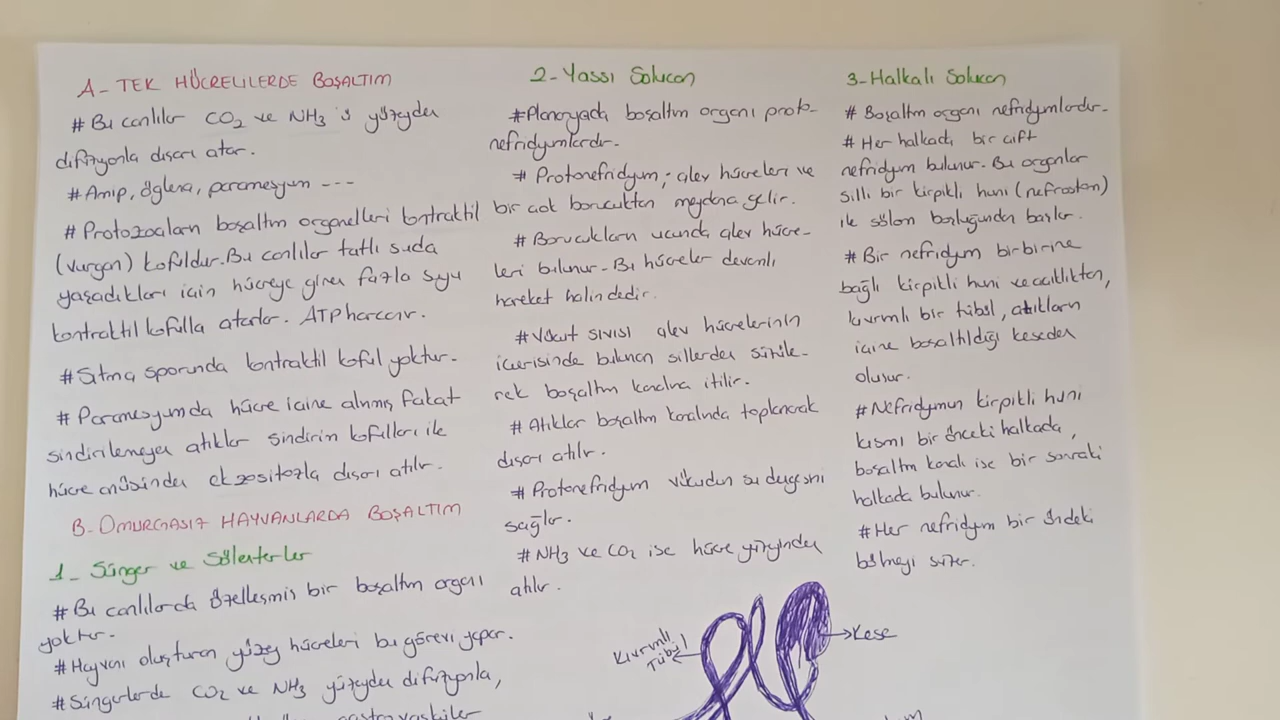 A- TEK HÜCRELİLERDE BOŞALTIM
# Bu canlılar CO2 ve NH3 'ü yüzeyden
difüzyonla dışarı atar.
# Amip, öglena, paramesyum ---
# Protozoaların boşaltım organelleri kontraktil
(vurgan) kofuldur. Bu canlılar tatlı suda
yaşadıkları için hücreye giren fazla suyu
kontraktil kofulla atarlar. ATP harcanır.
# Sıtma sporunda kontraktil koful yoktur.
# Paramesyumda hücre içine alınmış fakat
sindirilemeyen atıklar sindirim kofulları ile
hücre anüsünden ekzositozla dışarı atılır.
B- OMURGASIZ HAYVANLARDA BOŞALTIM
1- Sünger ve Sölenterler
# Bu canlılarda özelleşmiş bir boşaltım organı
yoktur.
# Hayvanı oluşturan yüzey hücreleri bu görevi yapar.
# Süngerlerde CO2 ve NH3 yüzeyden difüzyonla,
gastrovasküler
2- Yassı Solucan
# Planaryada boşaltım organı proto-
nefridyumlardır.
# Protonefridyum; alev hücreleri ve
bir çok borucuktan meydana gelir.
# Borucukların ucunda alev hücre-
leri bulunur. Bu hücreler devamlı
hareket halindedir.
# Vücut sıvısı alev hücrelerinin
içerisinde bulunan sillerden süzüle-
rek boşaltım kanalına itilir.
# Atıklar boşaltım kanalında toplanarak
dışarı atılır.
# Protonefridyum vücudun su dengesini
sağlar.
# NH3 ve CO2 ise hücre yüzeyinden
atılır.
Kıvrımlı
Tübül
Kese
3- Halkalı Solucan
# Boşaltım organı nefridyumlardır.
# Her halkada bir çift
nefridyum bulunur. Bu organlar
silli bir kirpikli huni (nefrostom)
ile sölom boşluğundan başlar.
# Bir nefridyum birbirine
bağlı kirpikli huni ve açıklıktan,
kıvrımlı bir tübül, atıkların
içine boşaltıldığı keseden
oluşur.
# Nefridyumun kirpikli huni
kısmı bir önceki halkada,
boşaltım kanalı ise bir sonraki
halkada bulunur.
# Her nefridyum bir öndeki
bölmeyi süzer.